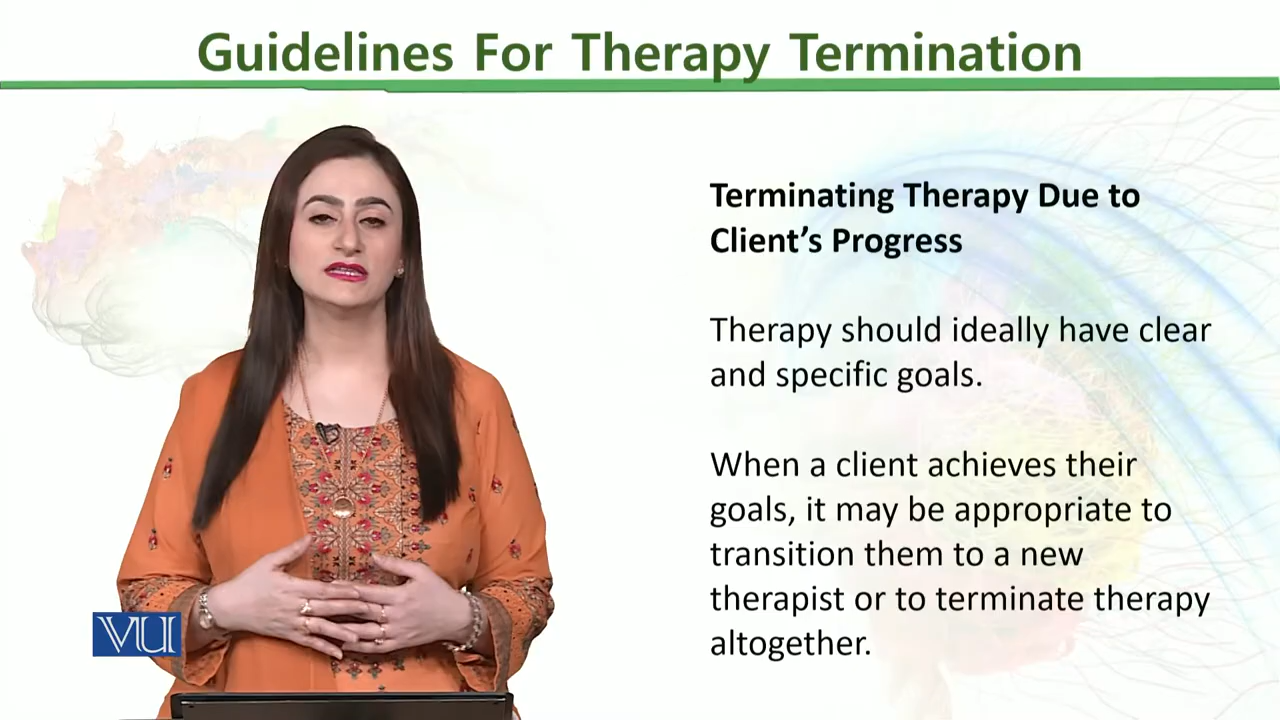 Guidelines For Therapy Termination
Terminating Therapy Due to
Client’s Progress
Therapy should ideally have clear
and specific goals.
When a client achieves their
goals, it may be appropriate to
transition them to a new
therapist or to terminate therapy
altogether.
VU